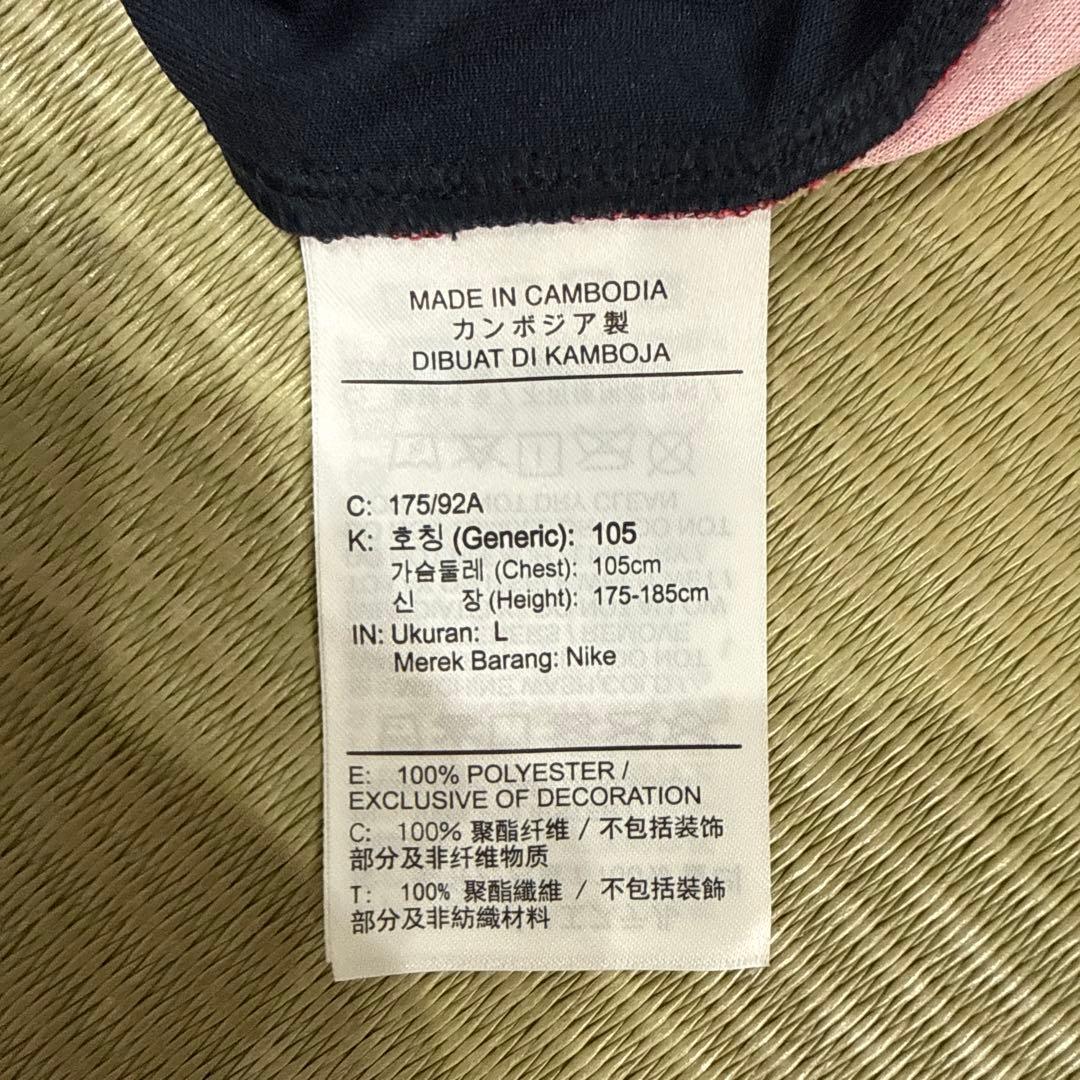 MADE IN CAMBODIA
カンボジア製
DIBUAT DI KAMBOJA
C: 175/92A
K: 호칭 (Generic): 105
가슴둘레 (Chest): 105cm
신 장 (Height): 175-185cm
IN: Ukuran: L
Merek Barang: Nike
E: 100% POLYESTER /
EXCLUSIVE OF DECORATION
C: 100% 聚酯纤维 / 不包括装饰
部分及非纤维物质
T: 100% 聚酯纖維 / 不包括裝飾
部分及非紡織材料